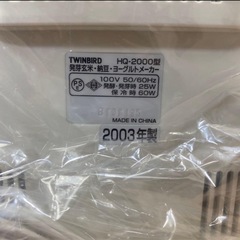 TWINBIRD HQ-2000型
発芽玄米・納豆・ヨーグルトメーカー
100V 50/60Hz
発酵・発芽時 25W
保冷時 60W
MADE IN CHINA
2003年製